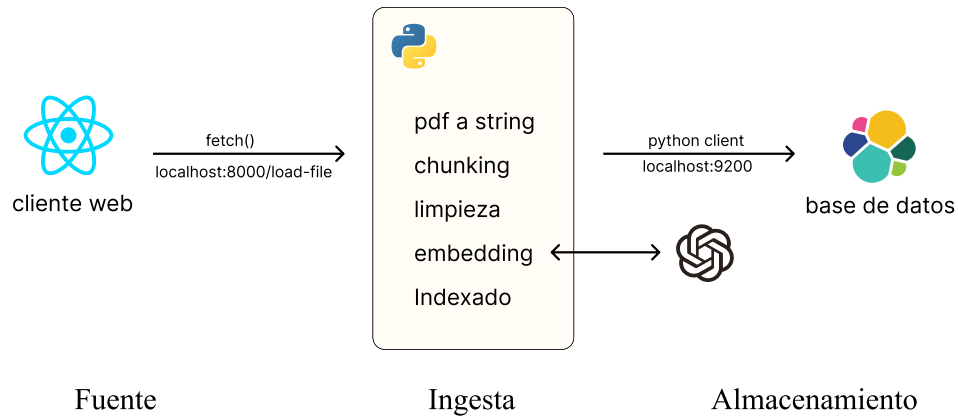 fetch()
localhost:8000/load-file
cliente web
pdf a string
chunking
limpieza
embedding
Indexado
python client
localhost:9200
base de datos
Fuente
Ingesta
Almacenamiento